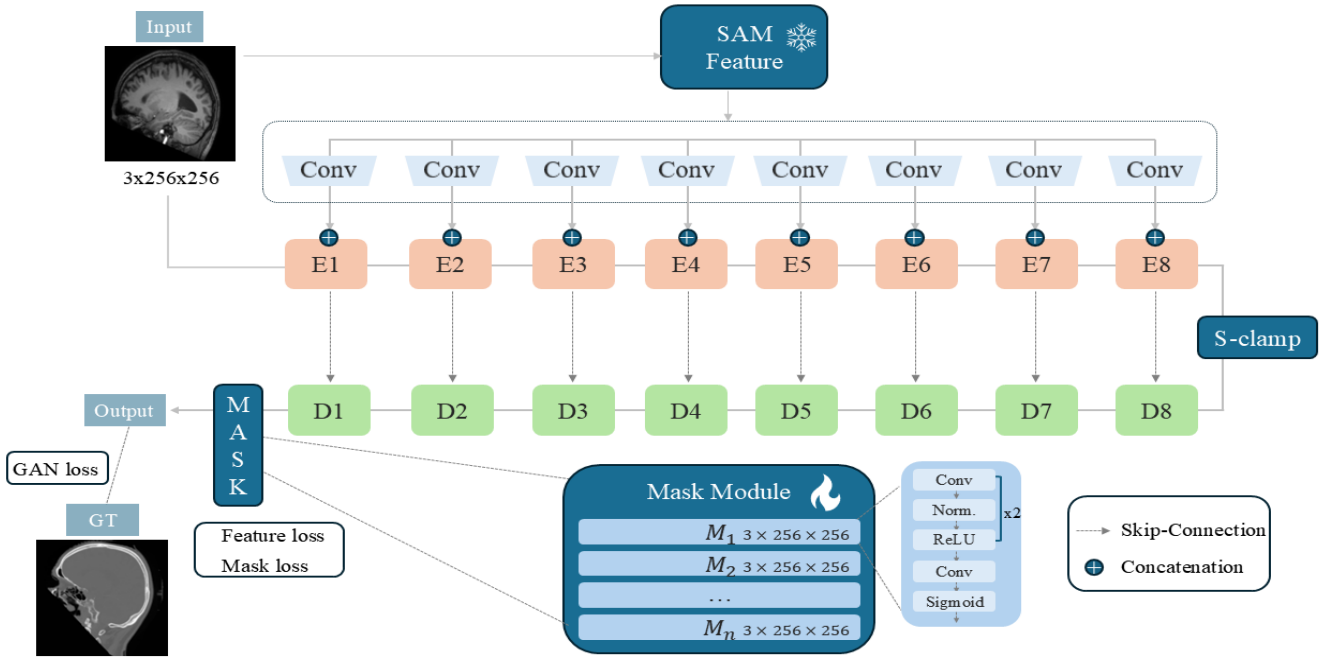 Input
SAM
Feature
3x256x256
Conv Conv Conv Conv Conv Conv Conv Conv
E1 E2 E3 E4 E5 E6 E7 E8
S-clamp
D1 D2 D3 D4 D5 D6 D7 D8
MASK
Output
GAN loss
GT
Feature loss
Mask loss
Mask Module
M₁ 3 × 256 × 256
M₂ 3 × 256 × 256
...
Mₙ 3 × 256 × 256
Conv
Norm.
ReLU
x2
Conv
Sigmoid
Skip-Connection
Concatenation